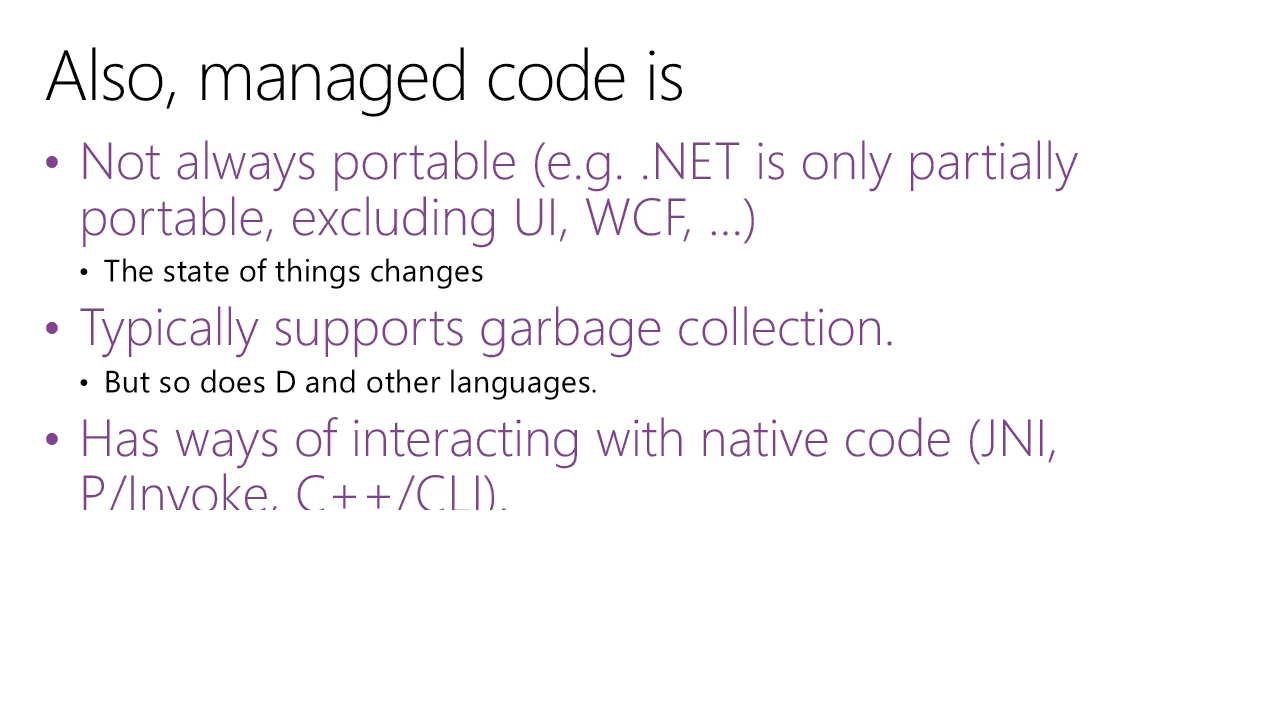 Also, managed code is
• Not always portable (e.g. .NET is only partially
portable, excluding UI, WCF, …)
• The state of things changes
• Typically supports garbage collection.
• But so does D and other languages.
• Has ways of interacting with native code (JNI,
P/Invoke, C++/CLI).